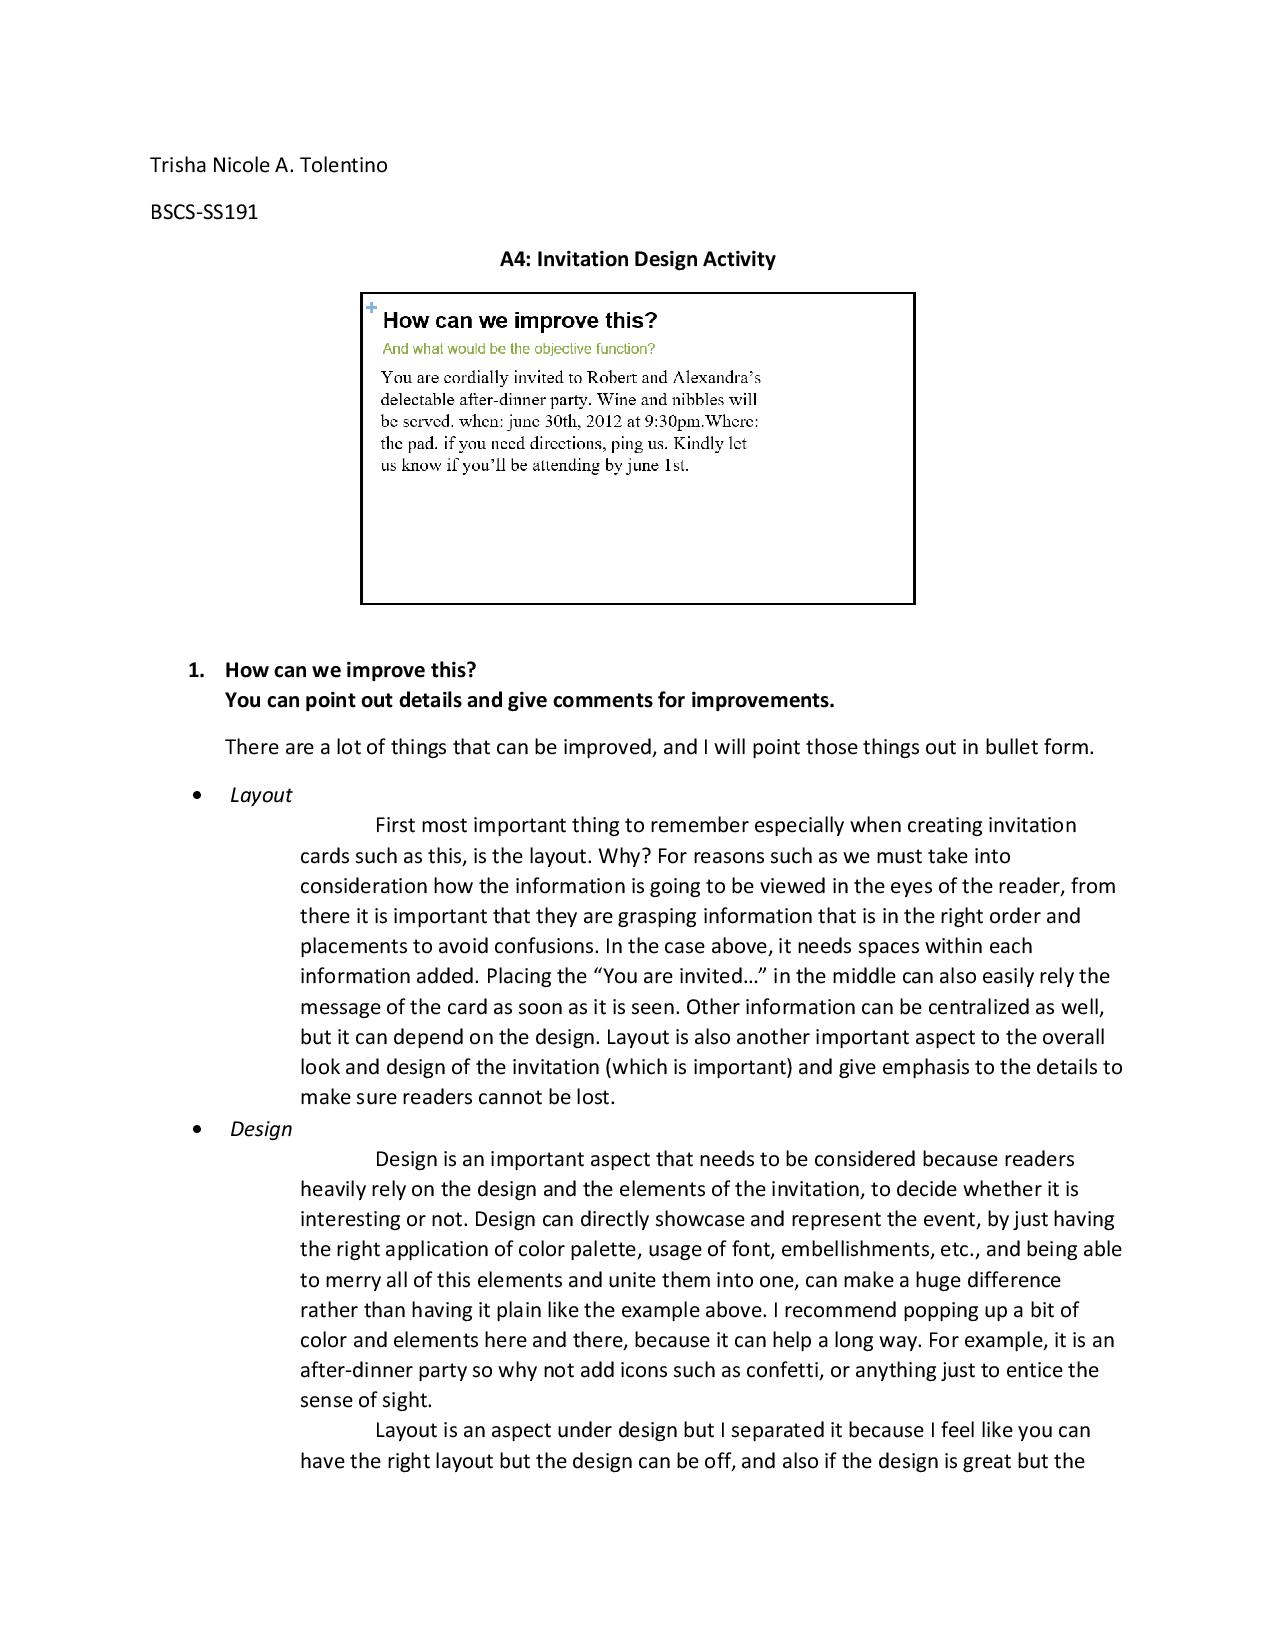 Trisha Nicole A. Tolentino
BSCS-SS191
A4: Invitation Design Activity
+
How can we improve this?
And what would be the objective function?
You are cordially invited to Robert and Alexandra’s
delectable after-dinner party. Wine and nibbles will
be served. when: june 30th, 2012 at 9:30pm.Where:
the pad. if you need directions, ping us. Kindly let
us know if you’ll be attending by june 1st.
1. How can we improve this?
You can point out details and give comments for improvements.
There are a lot of things that can be improved, and I will point those things out in bullet form.
• Layout
First most important thing to remember especially when creating invitation
cards such as this, is the layout. Why? For reasons such as we must take into
consideration how the information is going to be viewed in the eyes of the reader, from
there it is important that they are grasping information that is in the right order and
placements to avoid confusions. In the case above, it needs spaces within each
information added. Placing the “You are invited…” in the middle can also easily rely the
message of the card as soon as it is seen. Other information can be centralized as well,
but it can depend on the design. Layout is also another important aspect to the overall
look and design of the invitation (which is important) and give emphasis to the details to
make sure readers cannot be lost.
• Design
Design is an important aspect that needs to be considered because readers
heavily rely on the design and the elements of the invitation, to decide whether it is
interesting or not. Design can directly showcase and represent the event, by just having
the right application of color palette, usage of font, embellishments, etc., and being able
to merry all of this elements and unite them into one, can make a huge difference
rather than having it plain like the example above. I recommend popping up a bit of
color and elements here and there, because it can help a long way. For example, it is an
after-dinner party so why not add icons such as confetti, or anything just to entice the
sense of sight.
Layout is an aspect under design but I separated it because I feel like you can
have the right layout but the design can be off, and also if the design is great but the